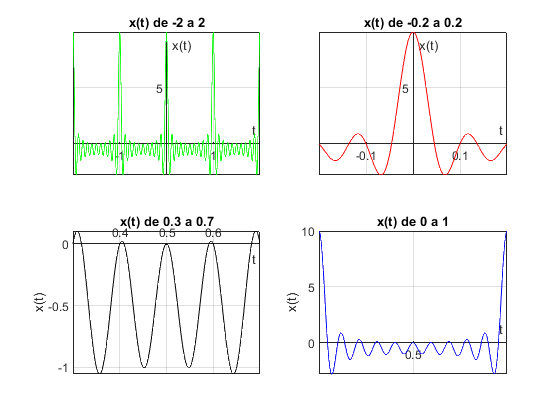 x(t) de -2 a 2
x(t)
5
t
-1
1
x(t) de -0.2 a 0.2
x(t)
5
t
-0.1
0.1
x(t) de 0.3 a 0.7
0.4
0.5
0.6
0
t
x(t)
-0.5
-1
x(t) de 0 a 1
10
5
x(t)
t
0
0.5